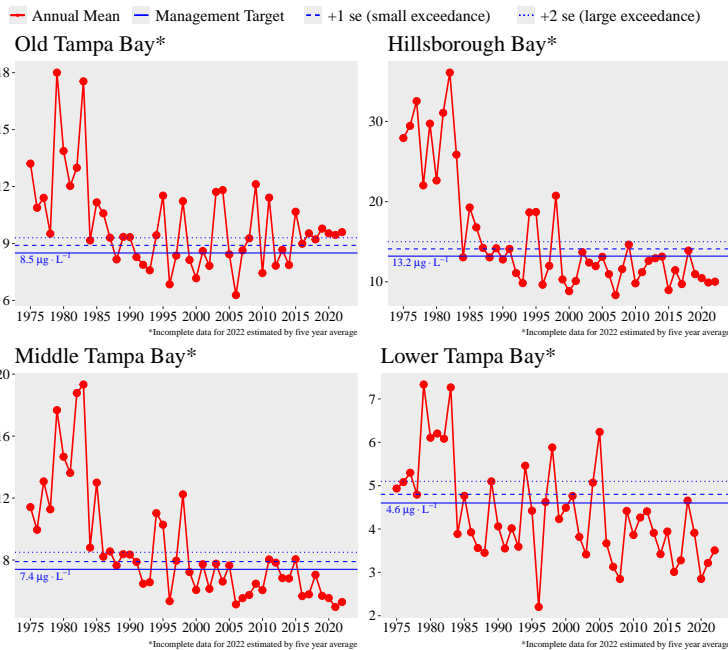 Annual Mean Management Target +1 se (small exceedance) +2 se (large exceedance)
Old Tampa Bay*
18
15
12
9
6
8.5 μg · L⁻¹
1975 1980 1985 1990 1995 2000 2005 2010 2015 2020
*Incomplete data for 2022 estimated by five year average
Hillsborough Bay*
30
20
10
13.2 μg · L⁻¹
1975 1980 1985 1990 1995 2000 2005 2010 2015 2020
*Incomplete data for 2022 estimated by five year average
Middle Tampa Bay*
20
16
12
8
7.4 μg · L⁻¹
1975 1980 1985 1990 1995 2000 2005 2010 2015 2020
*Incomplete data for 2022 estimated by five year average
Lower Tampa Bay*
7
6
5
4
3
2
4.6 μg · L⁻¹
1975 1980 1985 1990 1995 2000 2005 2010 2015 2020
*Incomplete data for 2022 estimated by five year average